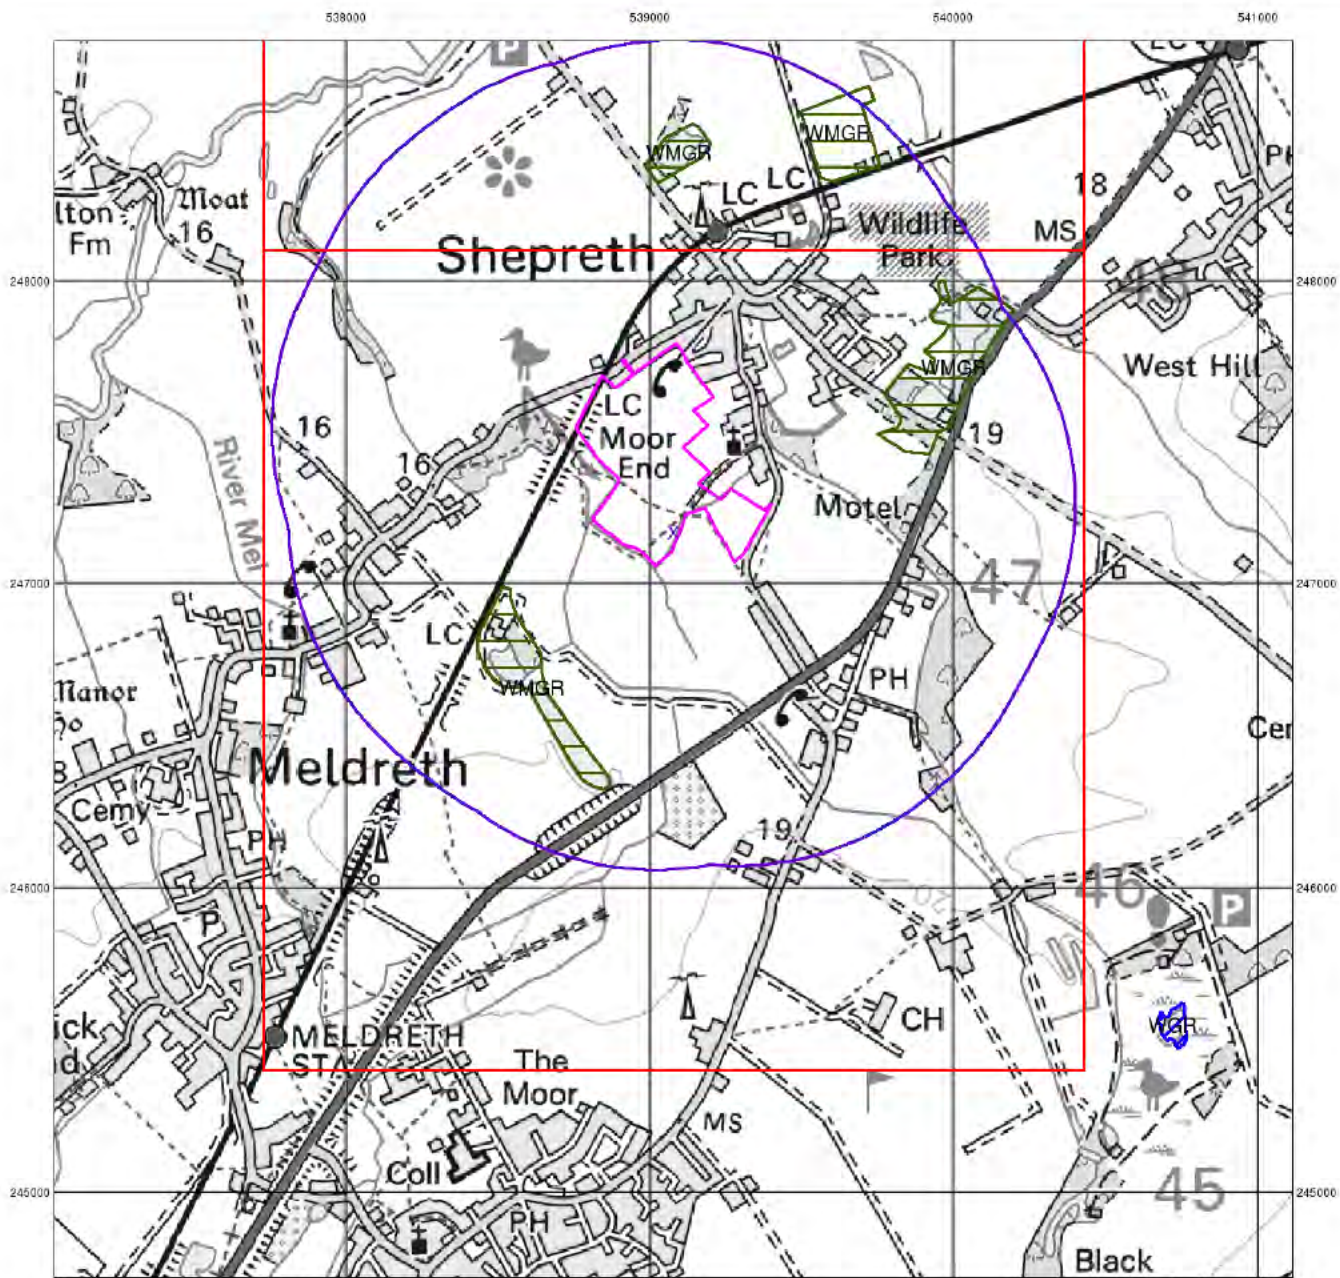 538000 539000 540000 541000
P
LC
WMGR
WMGR
LC
LC
PH
Moat
16
lton
Fm
18
MS
Wildlife
Park
Shepreth
248000
248000
West Hill
WMGR
LC
Moor
End
16
16
19
River Mel
Motel
247000
247000
47
LC
PH
WMGR
Manor
Meldreth
Cemy
PH
19
246000
246000
46
P
P
ick
d
MELDRETH
STA
CH
WGR
The
Moor
MS
Coll
45
245000
245000
PH
Black